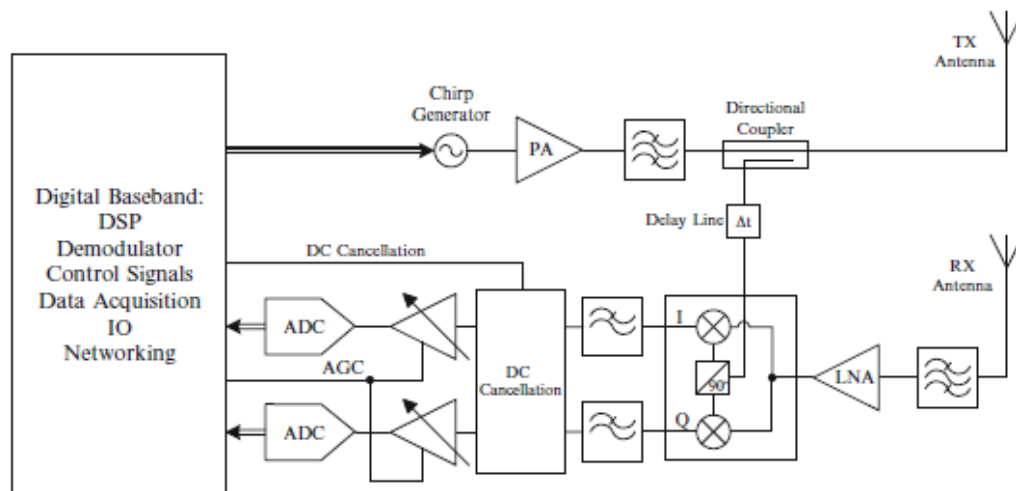 TX
Antenna
Chirp
Generator
Directional
Coupler
PA
Digital Baseband:
DSP
Demodulator
Control Signals
Data Acquisition
IO
Networking
Delay Line
Δt
DC Cancellation
RX
Antenna
ADC
I
AGC
DC
Cancellation
90
LNA
ADC
Q